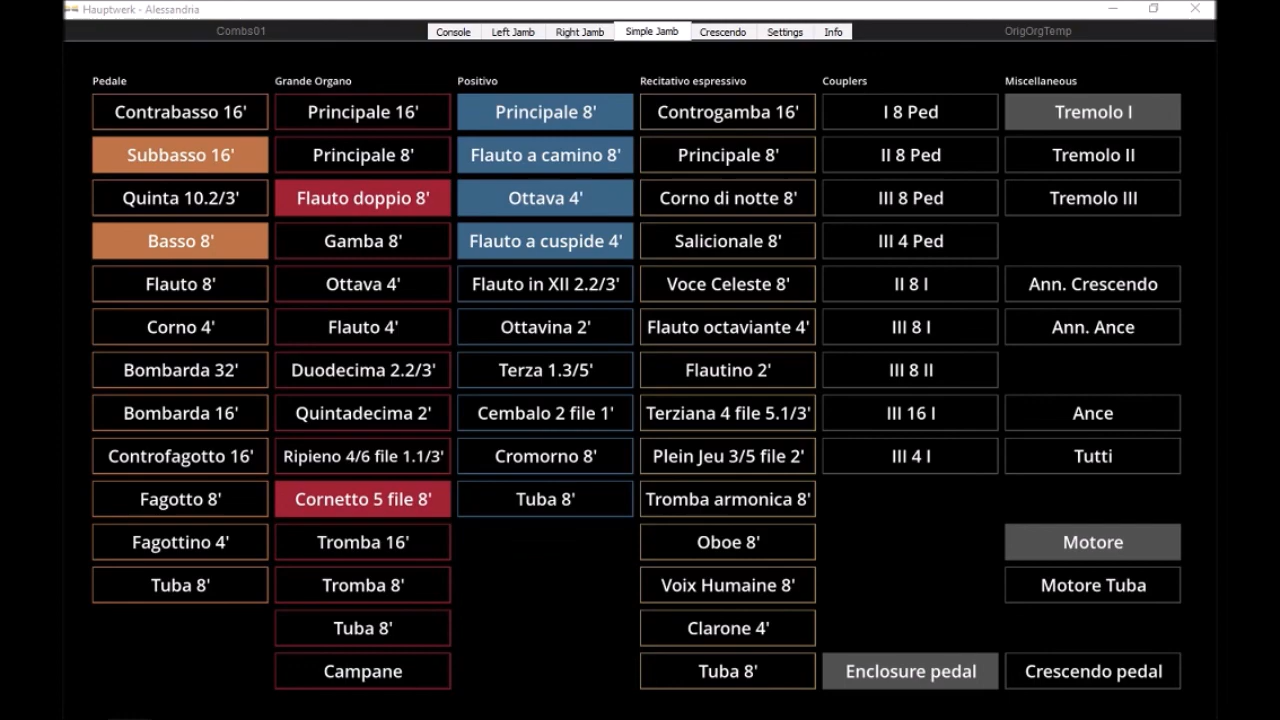 Hauptwerk - Alessandria
Combs01
Console
Left Jamb
Right Jamb
Simple Jamb
Crescendo
Settings
Info
OrigOrgTemp
Pedale
Contrabasso 16'
Subbasso 16'
Quinta 10.2/3'
Basso 8'
Flauto 8'
Corno 4'
Bombarda 32'
Bombarda 16'
Controfagotto 16'
Fagotto 8'
Fagottino 4'
Tuba 8'
Grande Organo
Principale 16'
Principale 8'
Flauto doppio 8'
Gamba 8'
Ottava 4'
Flauto 4'
Duodecima 2.2/3'
Quintadecima 2'
Ripieno 4/6 file 1.1/3'
Cornetto 5 file 8'
Tromba 16'
Tromba 8'
Tuba 8'
Campane
Positivo
Principale 8'
Flauto a camino 8'
Ottava 4'
Flauto a cuspide 4'
Flauto in XII 2.2/3'
Ottavina 2'
Terza 1.3/5'
Cembalo 2 file 1'
Cromorno 8'
Tuba 8'
Recitativo espressivo
Controgamba 16'
Principale 8'
Corno di notte 8'
Salicionale 8'
Voce Celeste 8'
Flauto octaviante 4'
Flautino 2'
Terziana 4 file 5.1/3'
Plein Jeu 3/5 file 2'
Tromba armonica 8'
Oboe 8'
Voix Humaine 8'
Clarone 4'
Tuba 8'
Couplers
I 8 Ped
II 8 Ped
III 8 Ped
III 4 Ped
II 8 I
III 8 I
III 8 II
III 16 I
III 4 I
Enclosure pedal
Miscellaneous
Tremolo I
Tremolo II
Tremolo III
Ann. Crescendo
Ann. Ance
Ance
Tutti
Motore
Motore Tuba
Crescendo pedal